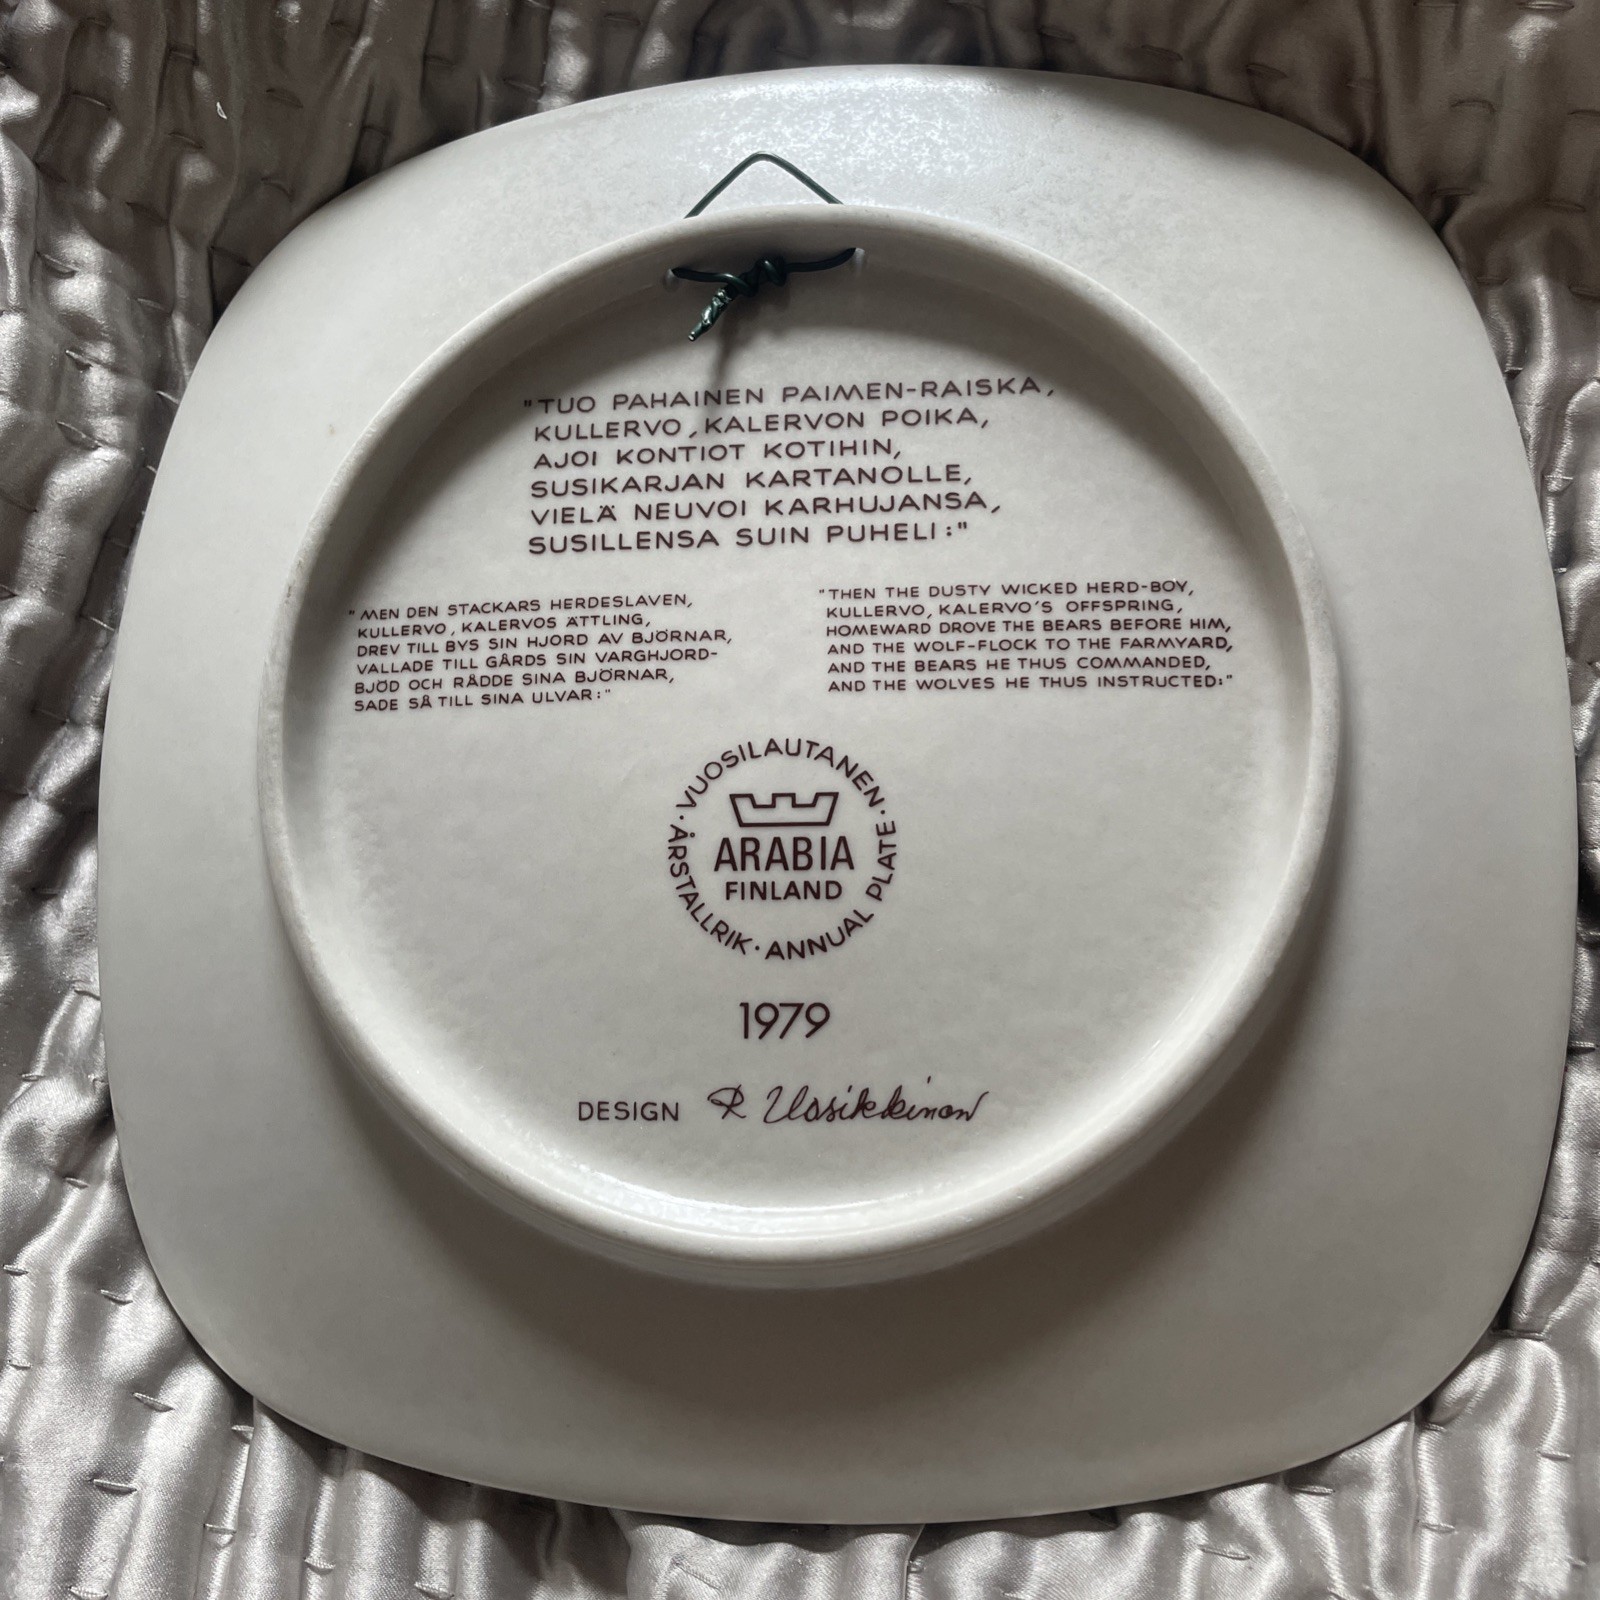 "TUO PAHAINEN PAIMEN-RAISKA,
KULLERVO, KALERVON POIKA,
AJOI KONTIOT KOTIHIN,
SUSIKARJAN KARTANOLLE,
VIELÄ NEUVOI KARHUJANSA,
SUSILLENSA SUIN PUHELI:"
"MEN DEN STACKARS HERDESLAVEN,
KULLERVO, KALERVOS ÄTTLING,
DREV TILL BYS SIN HJORD AV BJÖRNAR,
VALLADE TILL GÅRDS SIN VARGHJORD-
BJÖD OCH RÅDDE SINA BJÖRNAR,
SADE SÅ TILL SINA ULVAR:"
"THEN THE DUSTY WICKED HERD-BOY,
KULLERVO, KALERVO'S OFFSPRING,
HOMEWARD DROVE THE BEARS BEFORE HIM,
AND THE WOLF-FLOCK TO THE FARMYARD,
AND THE BEARS HE THUS COMMANDED,
AND THE WOLVES HE THUS INSTRUCTED:"
VUOSILAUTANEN · ANNUAL PLATE · ÅRSTALLRIK ·
ARABIA
FINLAND
1979
DESIGN R Uosikkinen